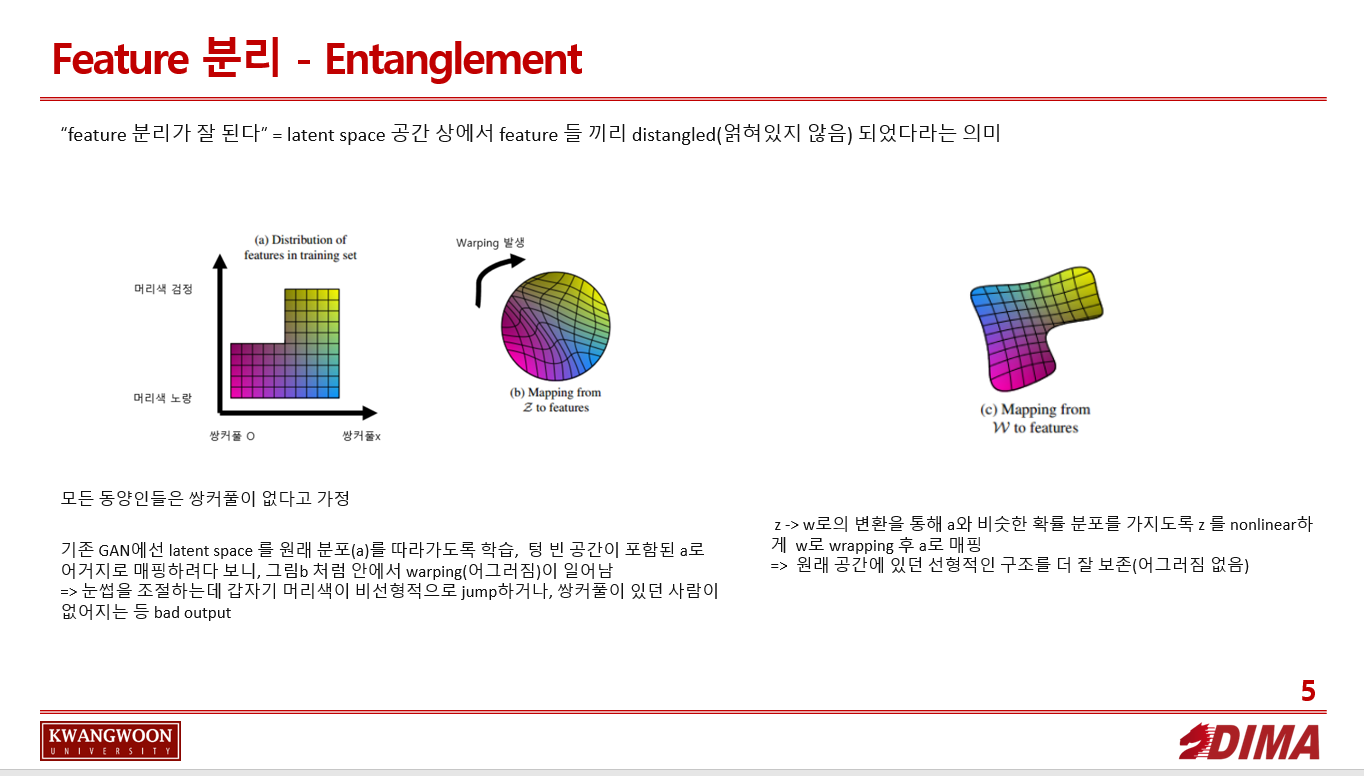 Feature 분리 - Entanglement
“feature 분리가 잘 된다” = latent space 공간 상에서 feature 들 끼리 distangled(얽혀있지 않음) 되었다라는 의미
(a) Distribution of
features in training set
머리색 검정
머리색 노랑
쌍커풀 O
쌍커풀x
Warping 발생
(b) Mapping from
𝒵 to features
(c) Mapping from
𝒲 to features
모든 동양인들은 쌍커풀이 없다고 가정
기존 GAN에선 latent space 를 원래 분포(a)를 따라가도록 학습, 텅 빈 공간이 포함된 a로
어거지로 매핑하려다 보니, 그림b 처럼 안에서 warping(어그러짐)이 일어남
=> 눈썹을 조절하는데 갑자기 머리색이 비선형적으로 jump하거나, 쌍커풀이 있던 사람이
없어지는 등 bad output
z -> w로의 변환을 통해 a와 비슷한 확률 분포를 가지도록 z 를 nonlinear하
게 w로 wrapping 후 a로 매핑
=> 원래 공간에 있던 선형적인 구조를 더 잘 보존(어그러짐 없음)
5
KWANGWOON
UNIVERSITY
DIMA